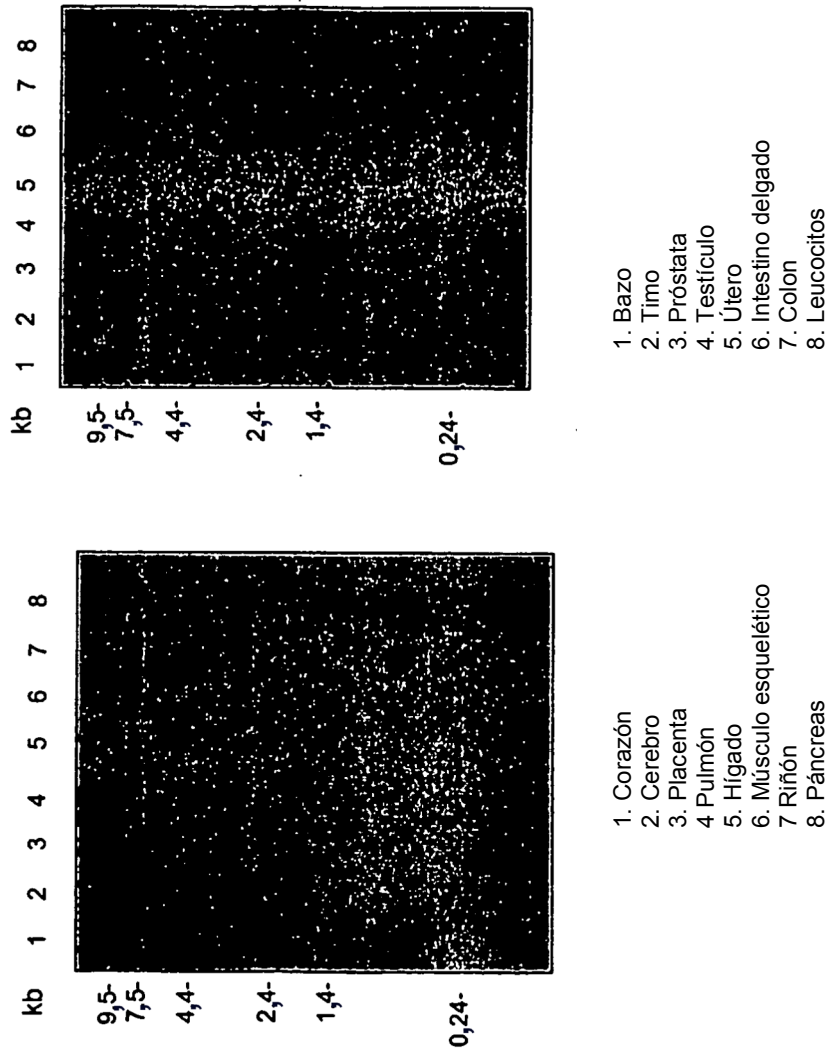 kb 1 2 3 4 5 6 7 8
9,5-
7,5-
4,4-
2,4-
1,4-
0,24-
1. Corazón
2. Cerebro
3. Placenta
4 Pulmón
5. Hígado
6. Músculo esquelético
7 Riñón
8. Páncreas
kb 1 2 3 4 5 6 7 8
9,5-
7,5-
4,4-
2,4-
1,4-
0,24-
1. Bazo
2. Timo
3. Próstata
4. Testículo
5. Útero
6. Intestino delgado
7. Colon
8. Leucocitos